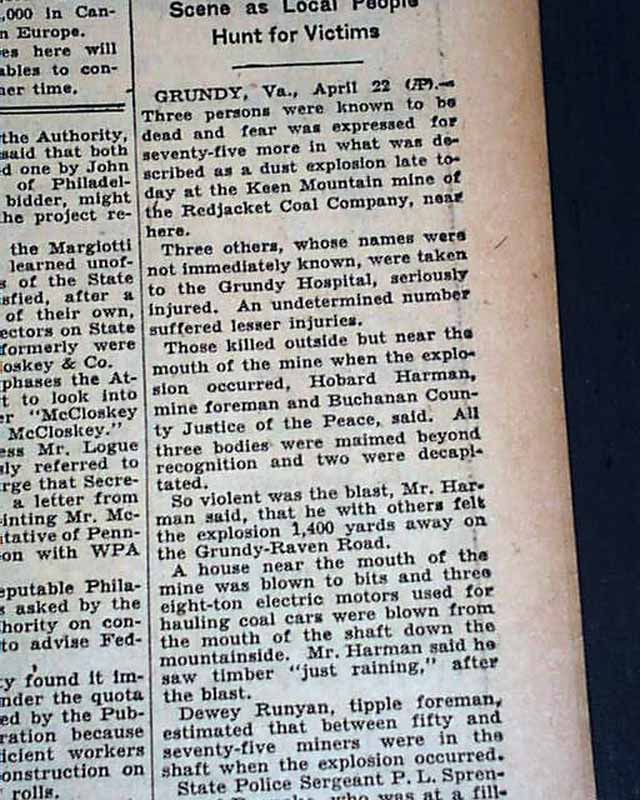 ,000 in Can-
n Europe.
es here will
ables to con-
er time.
the Authority,
said that both
d one by John
of Philadel-
bidder, might
he project re-
the Margiotti
learned unof-
s of the State
sfied, after a
of their own,
ectors on State
formerly were
loskey & Co.
phases the At-
t to look into
er "McCloskey
McCloskey."
ess Mr. Logue
ly referred to
rge that Secre-
a letter from
inting Mr. Mc-
tative of Penn-
on with WPA
eputable Phila-
s asked by the
hority on con-
to advise Fed-
y found it im-
nder the quota
ed by the Pub-
ration because
ficient workers
onstruction on
rolls.
Scene as Local People
Hunt for Victims
GRUNDY, Va., April 22 (AP).—
Three persons were known to be
dead and fear was expressed for
seventy-five more in what was de-
scribed as a dust explosion late to-
day at the Keen Mountain mine of
the Redjacket Coal Company, near
here.
Three others, whose names were
not immediately known, were taken
to the Grundy Hospital, seriously
injured. An undetermined number
suffered lesser injuries.
Those killed outside but near the
mouth of the mine when the explo-
sion occurred, Hobard Harman,
mine foreman and Buchanan Coun-
ty Justice of the Peace, said. All
three bodies were maimed beyond
recognition and two were decapi-
tated.
So violent was the blast, Mr. Har-
man said, that he with others felt
the explosion 1,400 yards away on
the Grundy-Raven Road.
A house near the mouth of the
mine was blown to bits and three
eight-ton electric motors used for
hauling coal cars were blown from
the mouth of the shaft down the
mountainside. Mr. Harman said he
saw timber "just raining," after
the blast.
Dewey Runyan, tipple foreman,
estimated that between fifty and
seventy-five miners were in the
shaft when the explosion occurred.
State Police Sergeant P. L. Spren-
who was at a fill-